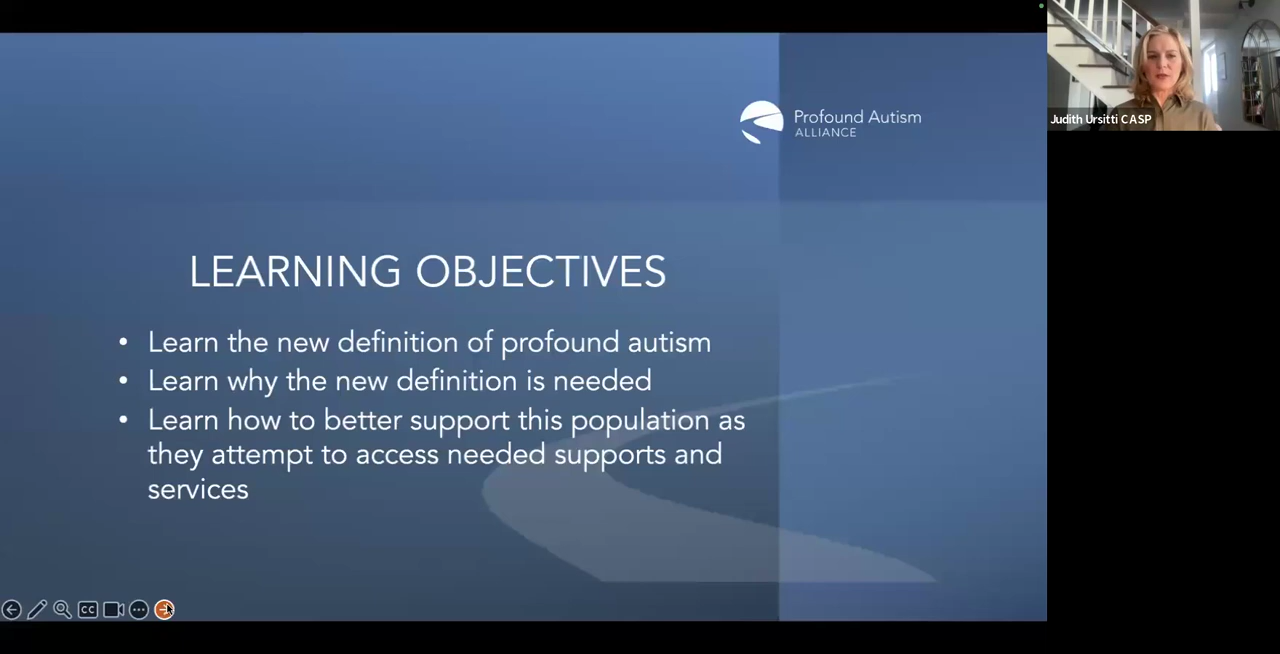 Profound Autism
ALLIANCE
Judith Ursitti CASP
LEARNING OBJECTIVES
• Learn the new definition of profound autism
• Learn why the new definition is needed
• Learn how to better support this population as
they attempt to access needed supports and
services
CC